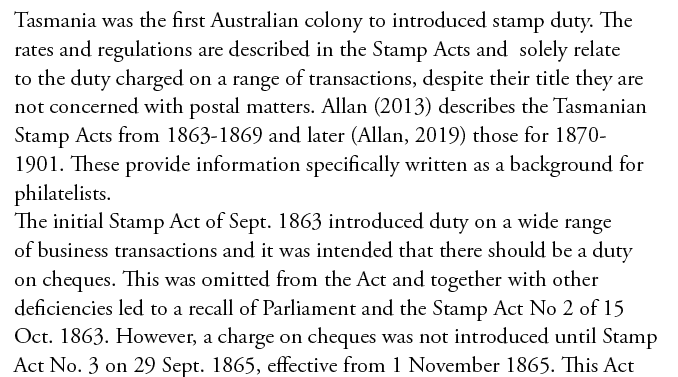 Tasmania was the first Australian colony to introduced stamp duty. The
rates and regulations are described in the Stamp Acts and  solely relate
to the duty charged on a range of transactions, despite their title they are
not concerned with postal matters. Allan (2013) describes the Tasmanian
Stamp Acts from 1863-1869 and later (Allan, 2019) those for 1870-
1901. These provide information specifically written as a background for
philatelists.
The initial Stamp Act of Sept. 1863 introduced duty on a wide range
of business transactions and it was intended that there should be a duty
on cheques. This was omitted from the Act and together with other
deficiencies led to a recall of Parliament and the Stamp Act No 2 of 15
Oct. 1863. However, a charge on cheques was not introduced until Stamp
Act No. 3 on 29 Sept. 1865, effective from 1 November 1865. This Act